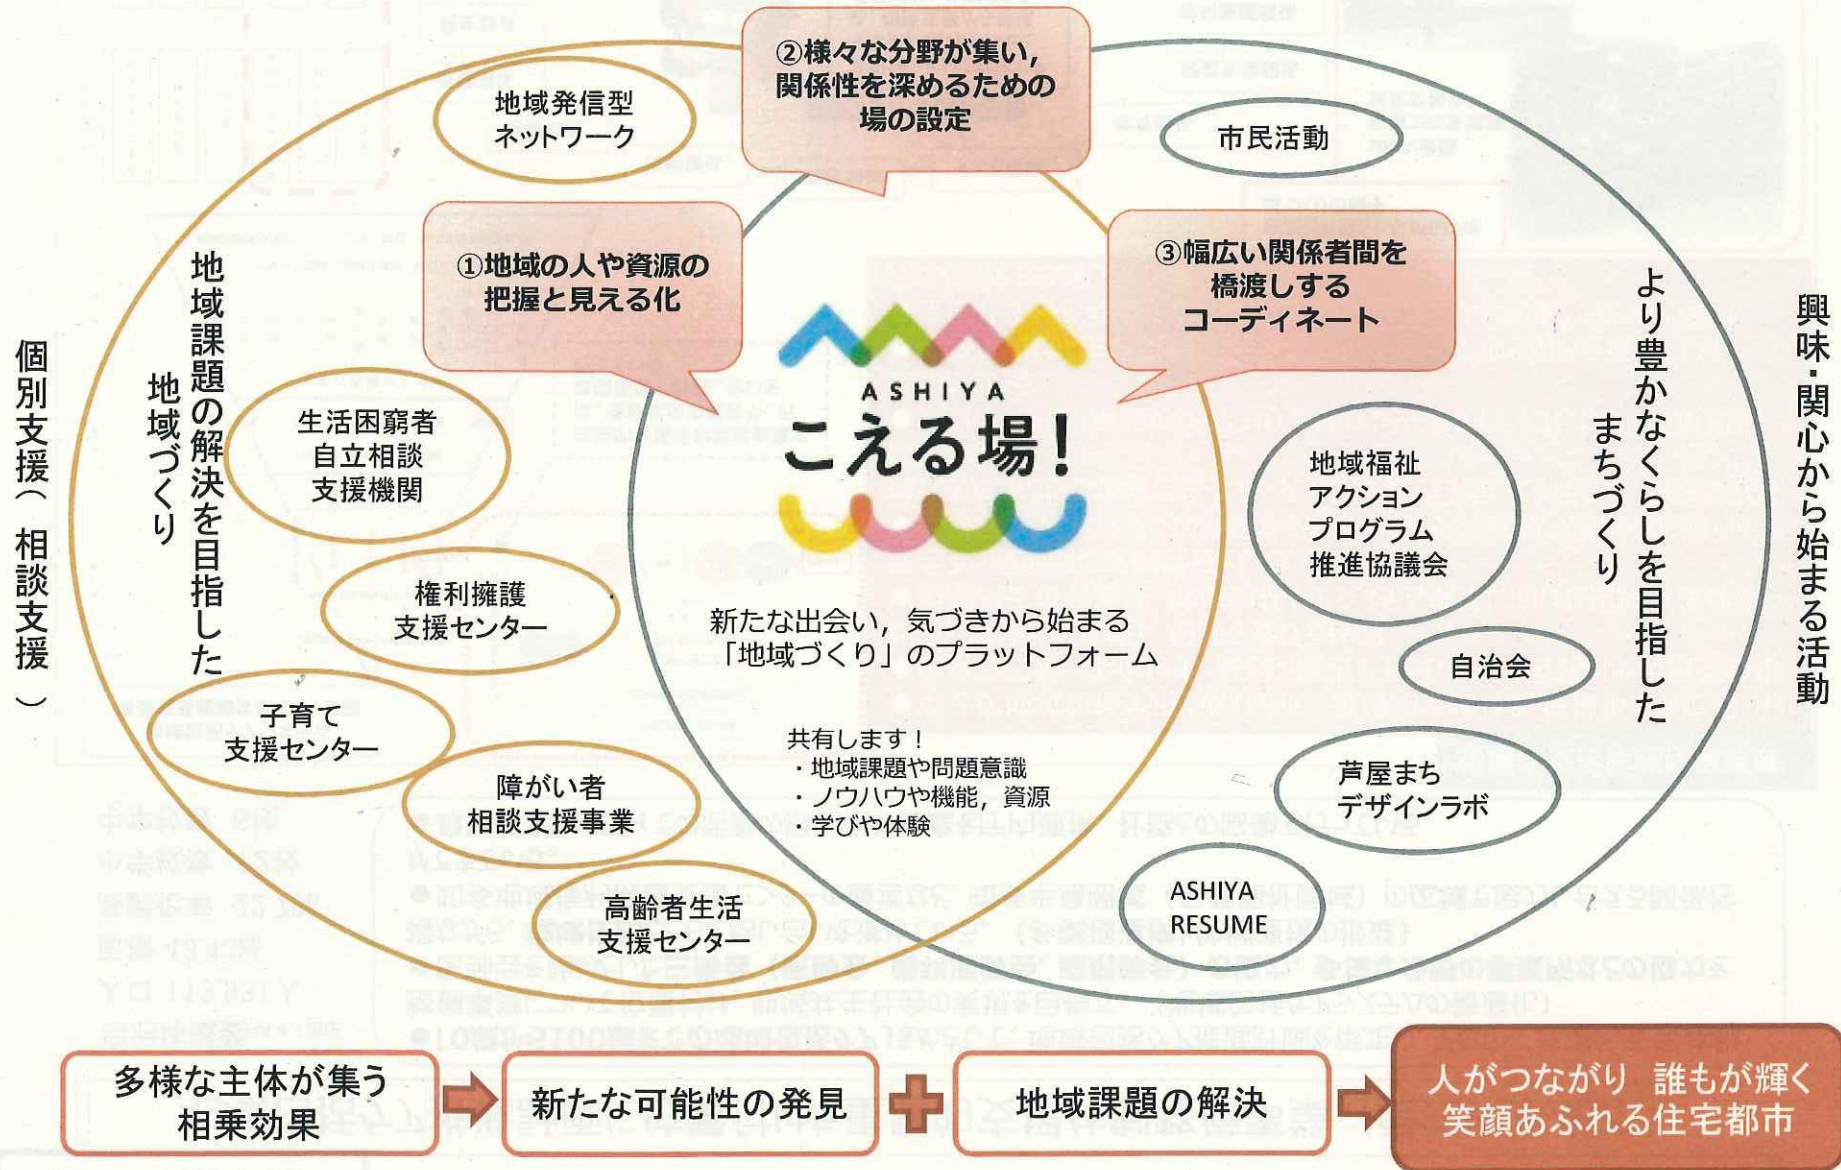 ②様々な分野が集い，
関係性を深めるための
場の設定
地域発信型
ネットワーク
市民活動
①地域の人や資源の
把握と見える化
③幅広い関係者間を
橋渡しする
コーディネート
個別支援（相談支援）
地域課題の解決を目指した
地域づくり
ASHIYA
こえる場！
より豊かなくらしを目指した
まちづくり
興味・関心から始まる活動
生活困窮者
自立相談
支援機関
権利擁護
支援センター
子育て
支援センター
障がい者
相談支援事業
高齢者生活
支援センター
新たな出会い，気づきから始まる
「地域づくり」のプラットフォーム
共有します！
・地域課題や問題意識
・ノウハウや機能，資源
・学びや体験
地域福祉
アクション
プログラム
推進協議会
自治会
芦屋まち
デザインラボ
ASHIYA
RESUME
多様な主体が集う
相乗効果
新たな可能性の発見
地域課題の解決
人がつながり 誰もが輝く
笑顔あふれる住宅都市